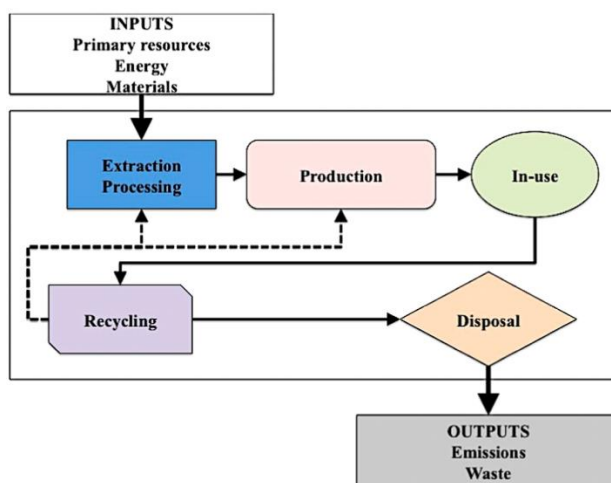 INPUTS
Primary resources
Energy
Materials
Extraction
Processing
Production
In-use
Recycling
Disposal
OUTPUTS
Emissions
Waste